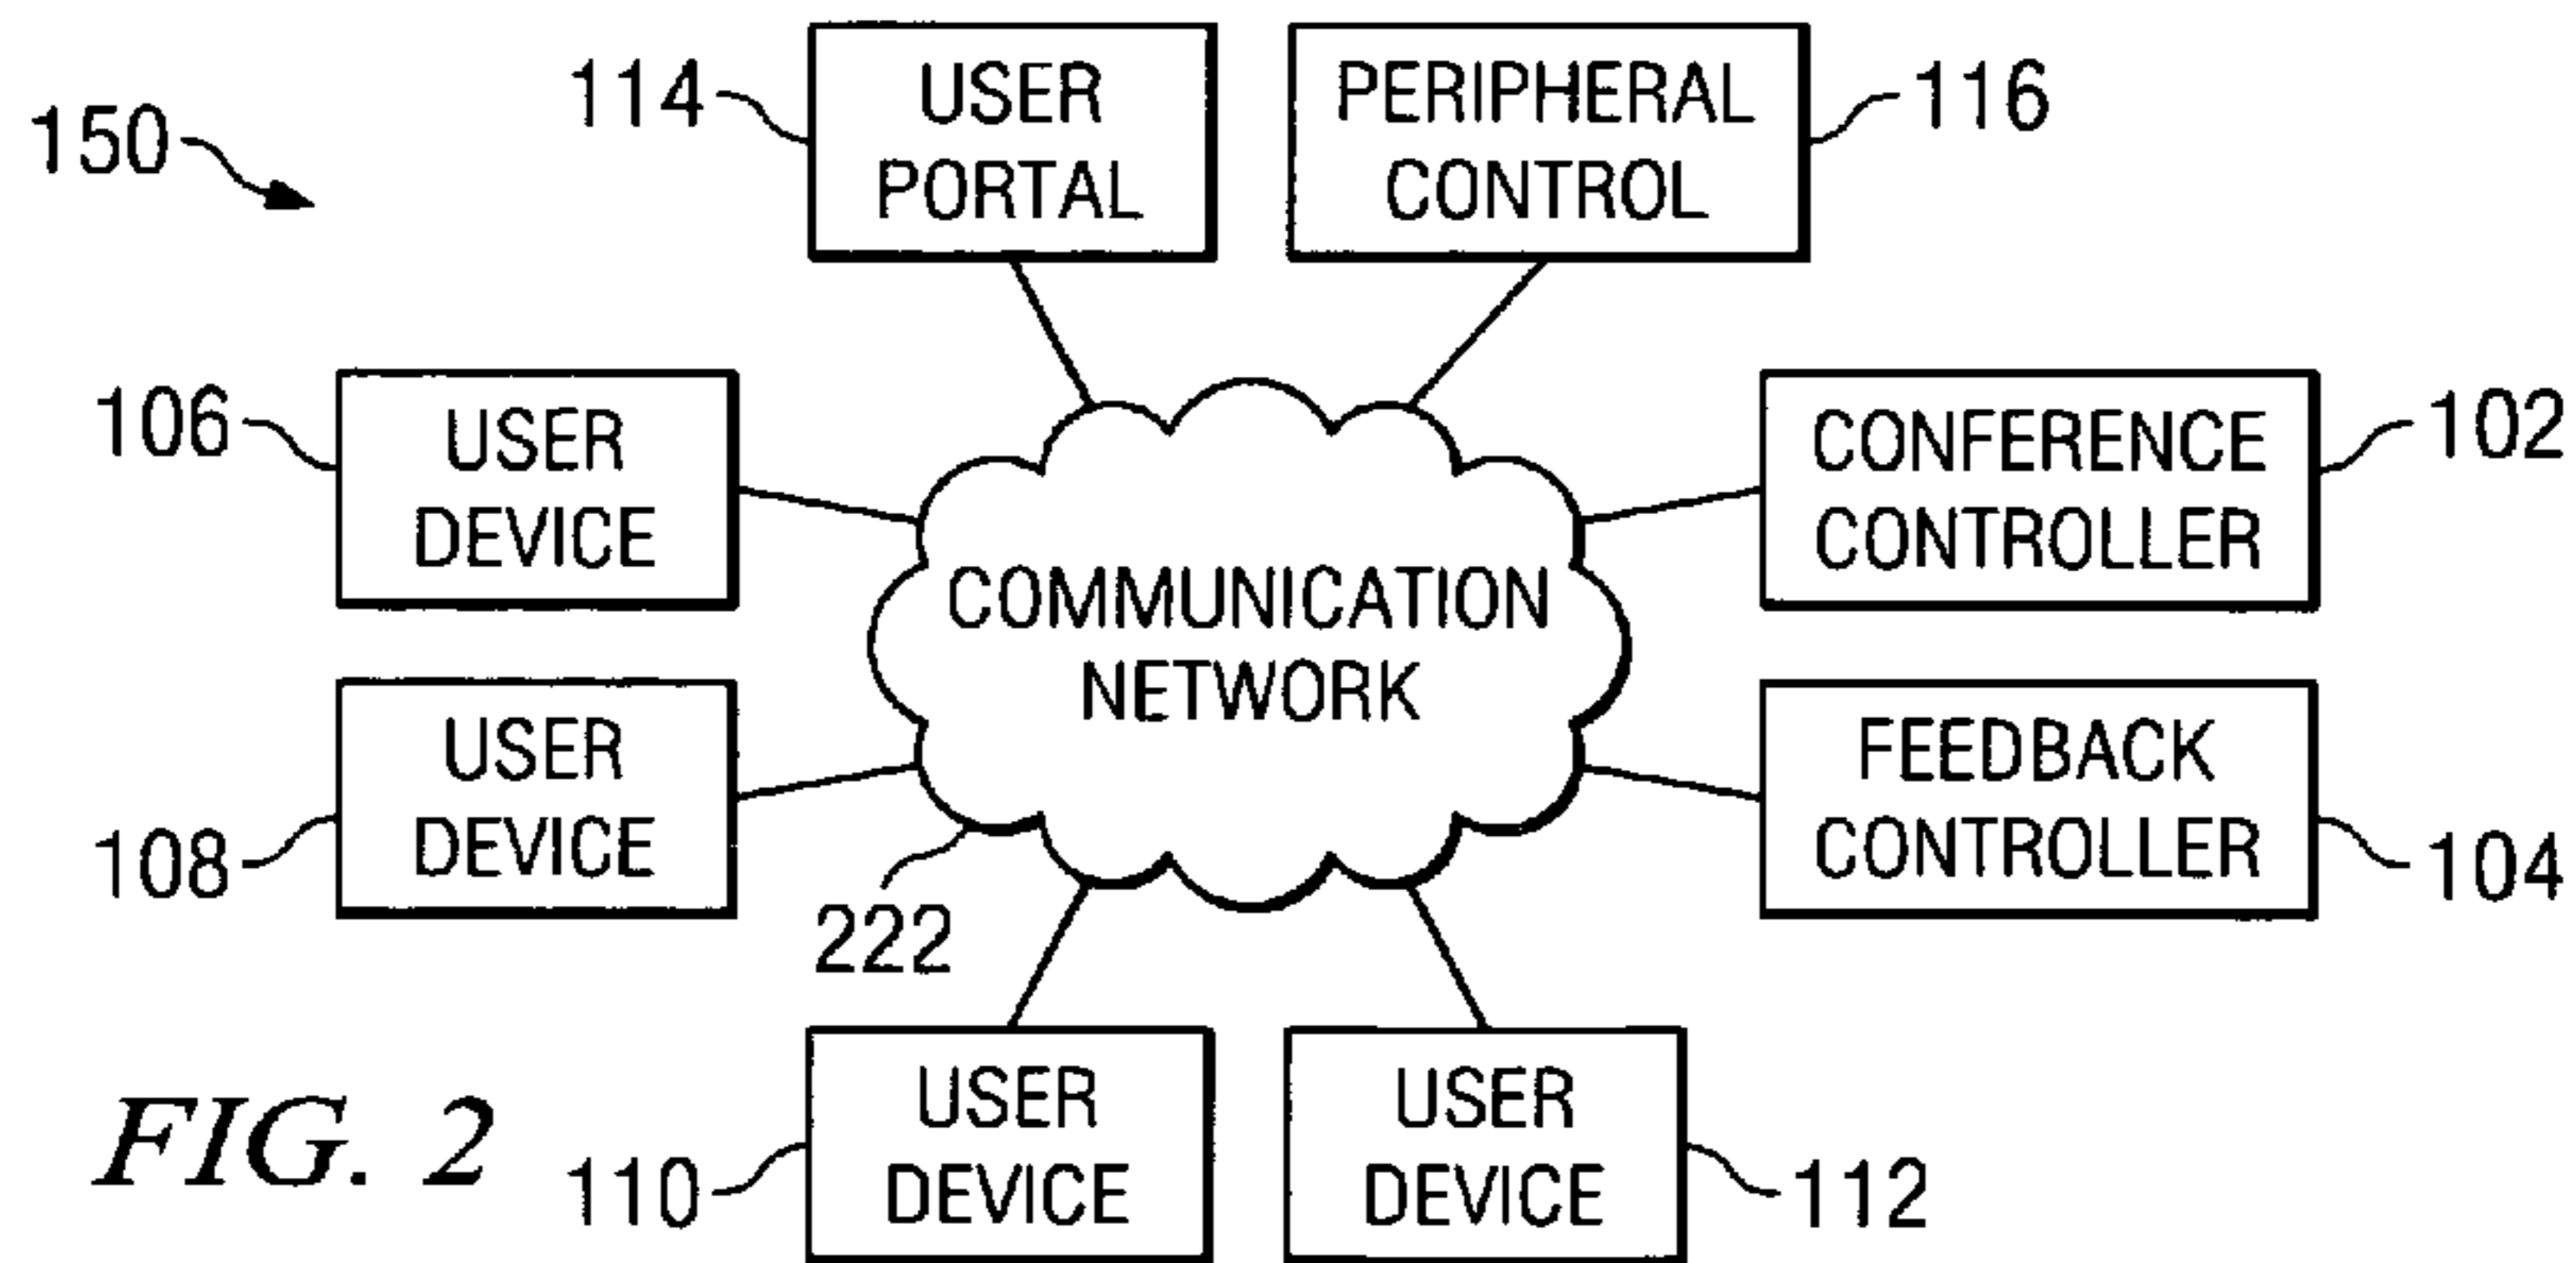 114
USER
PORTAL
PERIPHERAL
CONTROL
116
150
106
USER
DEVICE
CONFERENCE
CONTROLLER
102
COMMUNICATION
NETWORK
108
USER
DEVICE
FEEDBACK
CONTROLLER
104
222
FIG. 2
110
USER
DEVICE
USER
DEVICE
112